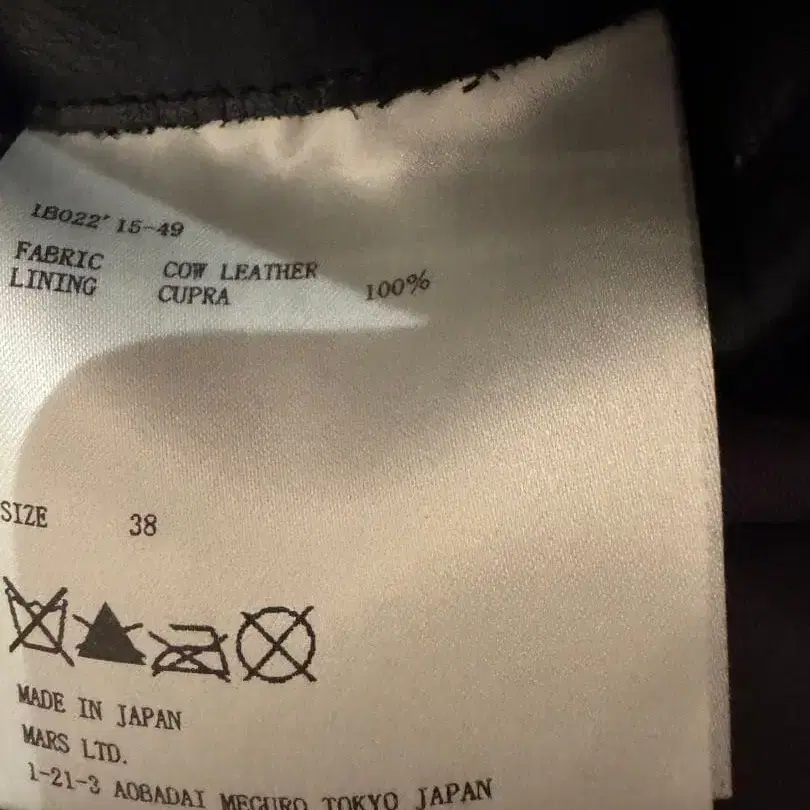 1B022' 15-49
FABRIC COW LEATHER
LINING CUPRA 100%
SIZE 38
MADE IN JAPAN
MARS LTD.
1-21-3 AOBADAI MEGURO TOKYO JAPAN